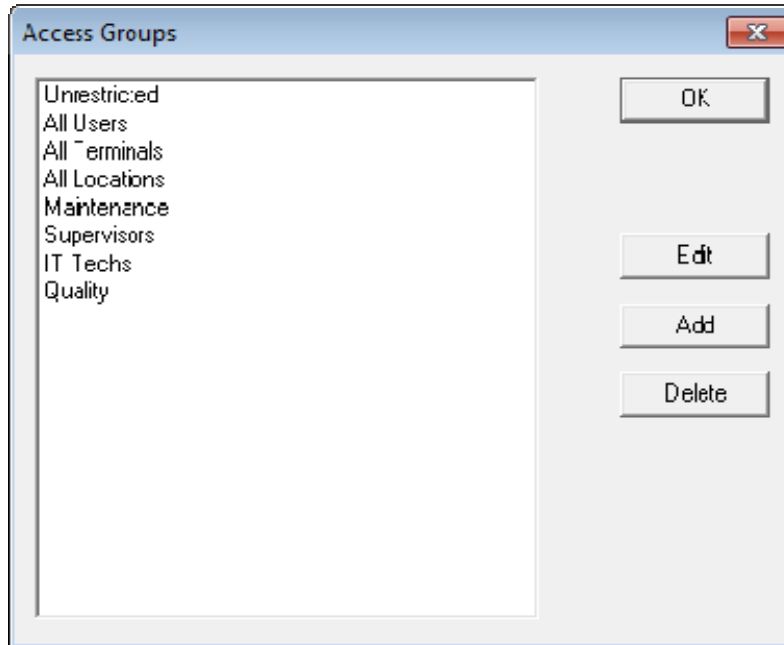 Access Groups
Unrestricted
All Users
All Terminals
All Locations
Maintenance
Supervisors
IT Techs
Quality
OK
Edit
Add
Delete